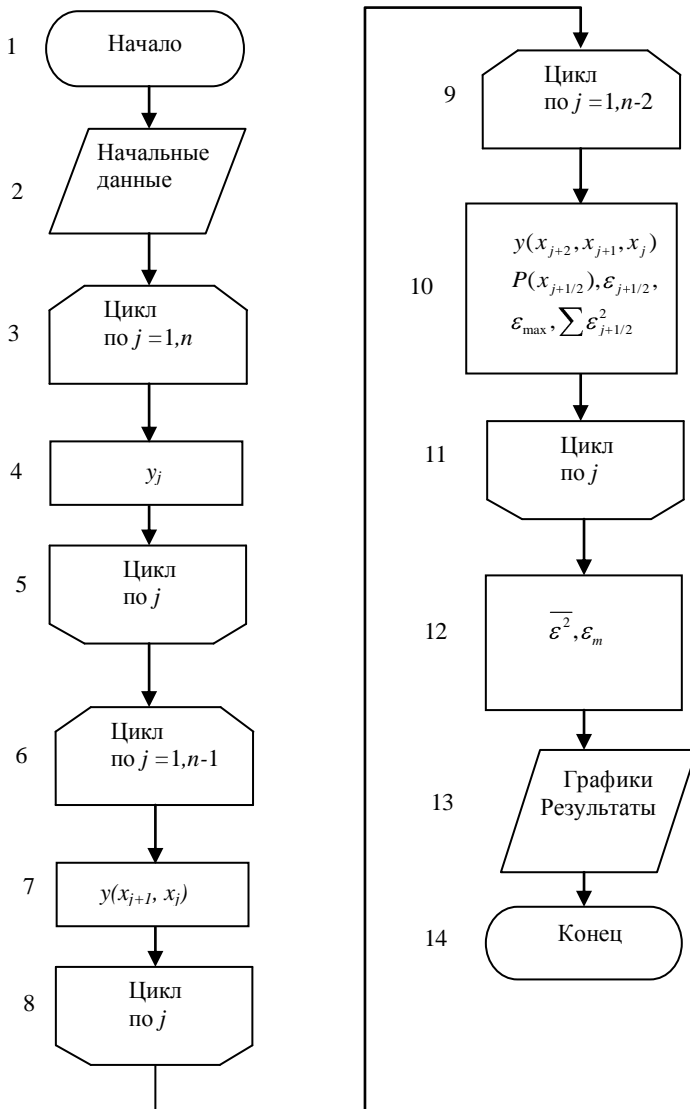 1
Начало
2
Начальные
данные
3
Цикл
по j =1,n
4
y_j
5
Цикл
по j
6
Цикл
по j =1,n-1
7
y(x_{j+1}, x_j)
8
Цикл
по j
9
Цикл
по j =1,n-2
10
y(x_{j+2}, x_{j+1}, x_j)
P(x_{j+1/2}), ε_{j+1/2},
ε_{max}, ∑ε²_{j+1/2}
11
Цикл
по j
12
\overline{ε²}, ε_m
13
Графики
Результаты
14
Конец